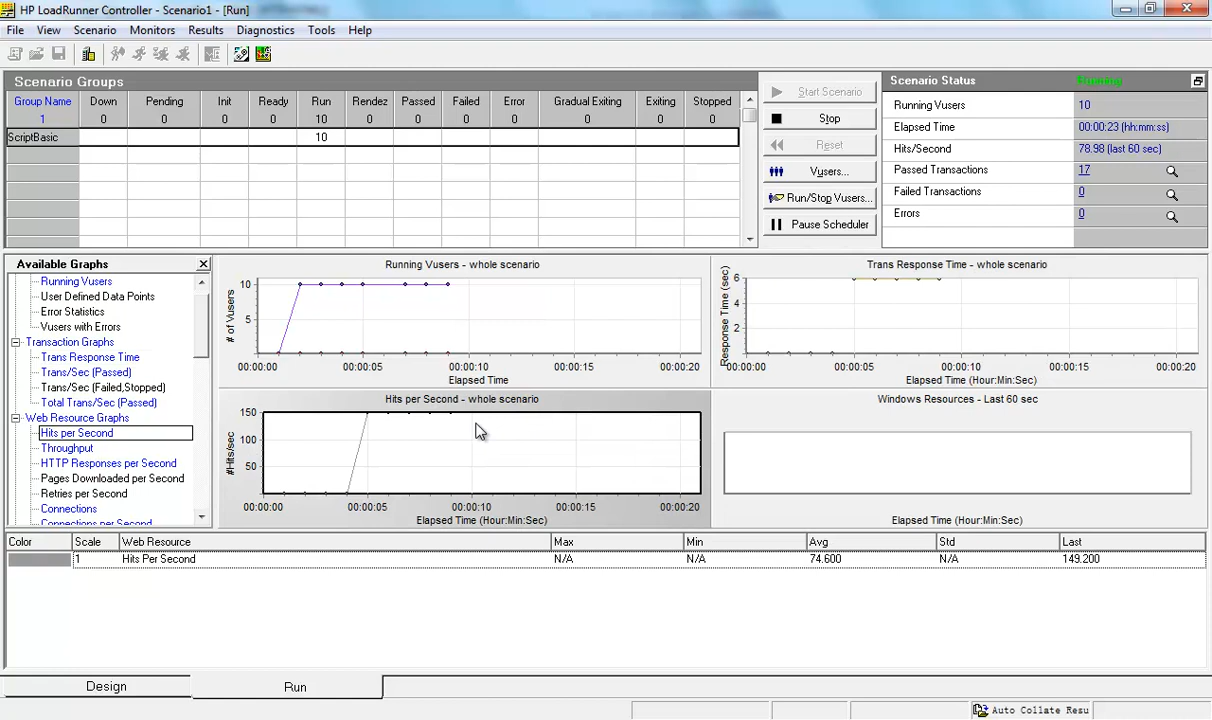 HP LoadRunner Controller - Scenario1 - [Run]
File View Scenario Monitors Results Diagnostics Tools Help
Scenario Groups
Group Name Down Pending Init Ready Run Rendez Passed Failed Error Gradual Exiting Exiting Stopped
1 0 0 0 0 10 0 0 0 0 0 0 0
ScriptBasic 10
Start Scenario
Stop
Reset
Vusers...
Run/Stop Vusers...
Pause Scheduler
Scenario Status Running
Running Vusers 10
Elapsed Time 00:00:23 (hh:mm:ss)
Hits/Second 78.98 (last 60 sec)
Passed Transactions 17
Failed Transactions 0
Errors 0
Available Graphs
Running Vusers
User Defined Data Points
Error Statistics
Vusers with Errors
Transaction Graphs
Trans Response Time
Trans/Sec (Passed)
Trans/Sec (Failed,Stopped)
Total Trans/Sec (Passed)
Web Resource Graphs
Hits per Second
Throughput
HTTP Responses per Second
Pages Downloaded per Second
Retries per Second
Connections
Connections per Second
Running Vusers - whole scenario
# of Vusers
10
5
00:00:00 00:00:05 00:00:10 00:00:15 00:00:20
Elapsed Time
Trans Response Time - whole scenario
Response Time (sec)
6
4
2
00:00:00 00:00:05 00:00:10 00:00:15 00:00:20
Elapsed Time (Hour:Min:Sec)
Hits per Second - whole scenario
#Hits/sec
150
100
50
00:00:00 00:00:05 00:00:10 00:00:15 00:00:20
Elapsed Time (Hour:Min:Sec)
Windows Resources - Last 60 sec
Elapsed Time (Hour:Min:Sec)
Color Scale Web Resource Max Min Avg Std Last
1 Hits Per Second N/A N/A 74.600 N/A 149.200
Design Run
Auto Collate Resu